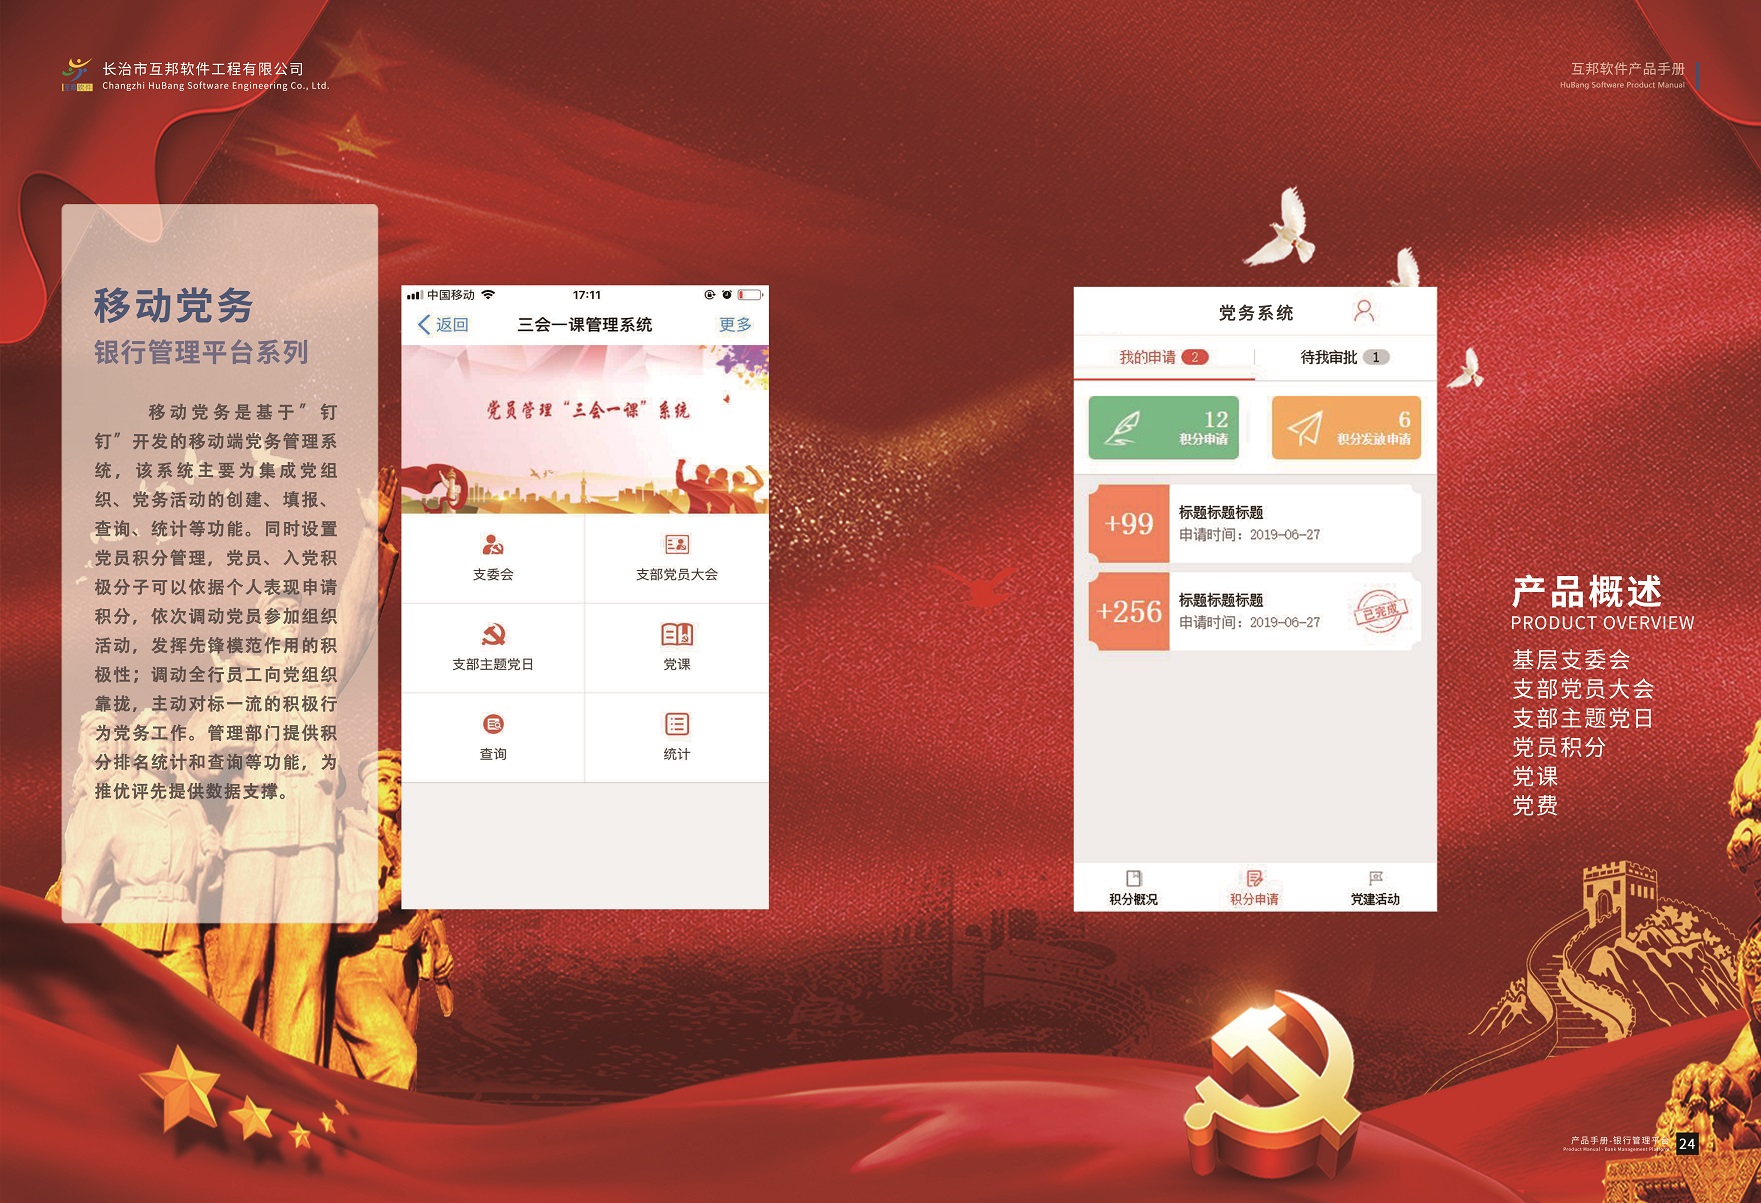 长治市互邦软件工程有限公司
Changzhi HuBang Software Engineering Co., Ltd.
互邦软件产品手册
HuBang Software Product Manual
移动党务
银行管理平台系列
移动党务是基于”钉
钉”开发的移动端党务管理系
统，该系统主要为集成党组
织、党务活动的创建、填报、
查询、统计等功能。同时设置
党员积分管理，党员、入党积
极分子可以依据个人表现申请
积分，依次调动党员参加组织
活动，发挥先锋模范作用的积
极性；调动全行员工向党组织
靠拢，主动对标一流的积极行
为党务工作。管理部门提供积
分排名统计和查询等功能，为
推优评先提供数据支撑。
中国移动
17:11
返回
三会一课管理系统
更多
党员管理“三会一课”系统
支委会
支部党员大会
支部主题党日
党课
查询
统计
党务系统
我的申请 2
待我审批 1
12
积分申请
6
积分发放申请
+99
标题标题标题
申请时间：2019-06-27
+256
标题标题标题
申请时间：2019-06-27
已完成
积分概况
积分申请
党建活动
产品概述
PRODUCT OVERVIEW
基层支委会
支部党员大会
支部主题党日
党员积分
党课
党费
产品手册-银行管理平台
Product Manual - Bank Management Platform
24